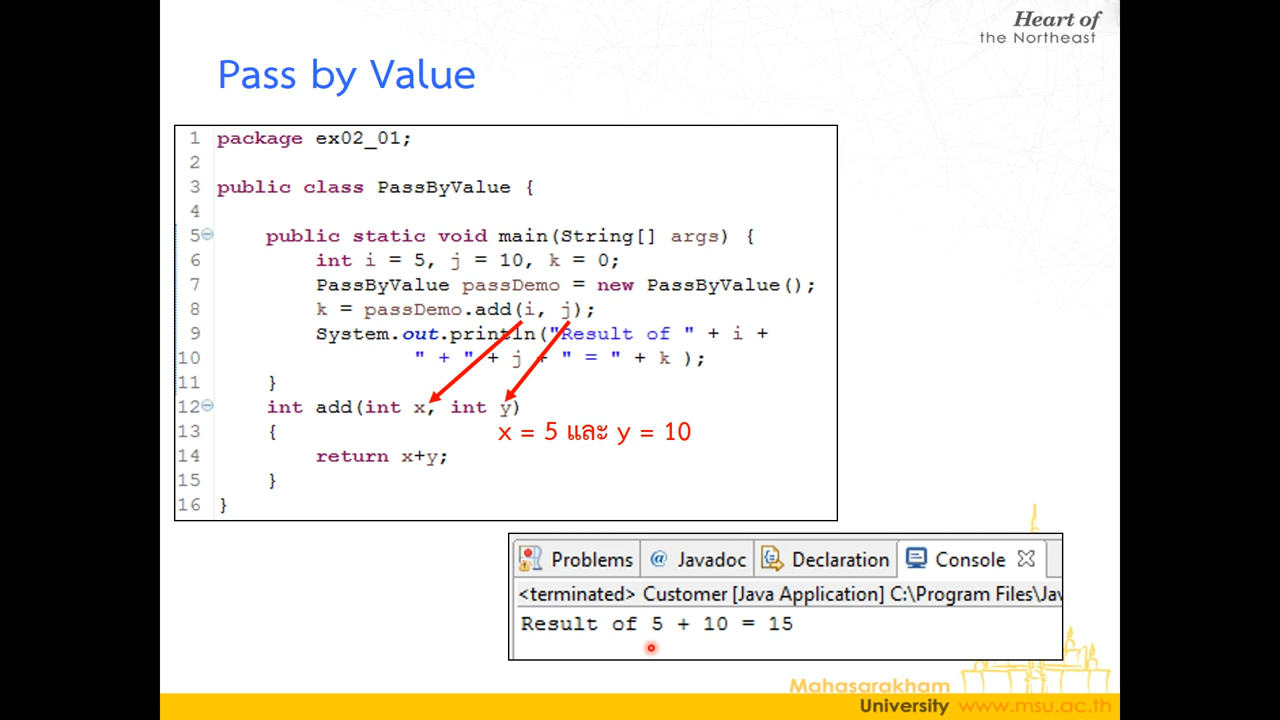 Heart of
the Northeast
Pass by Value
1 package ex02_01;
2
3 public class PassByValue {
4
5 public static void main(String[] args) {
6 int i = 5, j = 10, k = 0;
7 PassByValue passDemo = new PassByValue();
8 k = passDemo.add(i, j);
9 System.out.println("Result of " + i +
10 " + " + j + " = " + k );
11 }
12 int add(int x, int y)
13 {
x = 5 และ y = 10
14 return x+y;
15 }
16 }
Problems @ Javadoc Declaration Console
<terminated> Customer [Java Application] C:\Program Files\Jav
Result of 5 + 10 = 15
Mahasarakham
University www.msu.ac.th